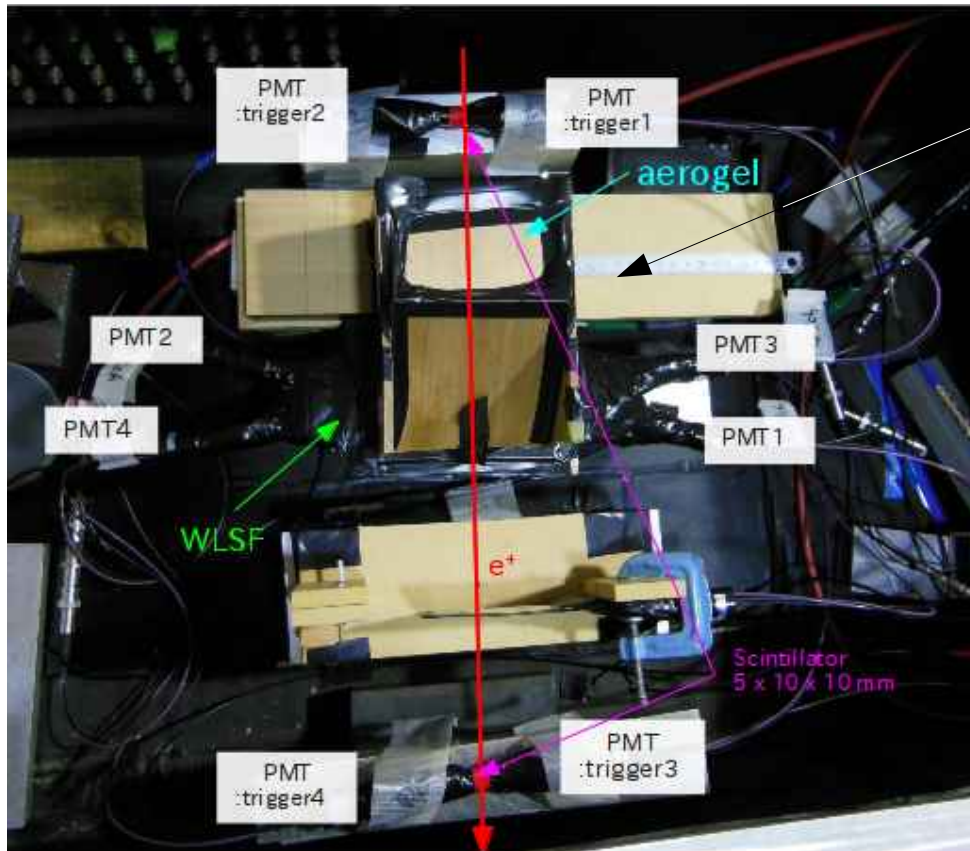 PMT
:trigger2
PMT
:trigger1
aerogel
PMT2
PMT3
PMT4
PMT1
WLSF
e⁺
Scintillator
5 x 10 x 10 mm
PMT
:trigger3
PMT
:trigger4